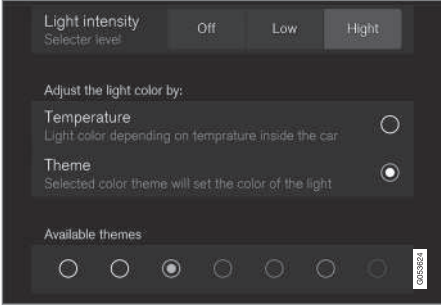 Light intensity
Selecter level
Off
Low
Hight
Adjust the light color by:
Temperature
Light color depending on temprature inside the car
Theme
Selected color theme will set the color of the light
Available themes
G053624